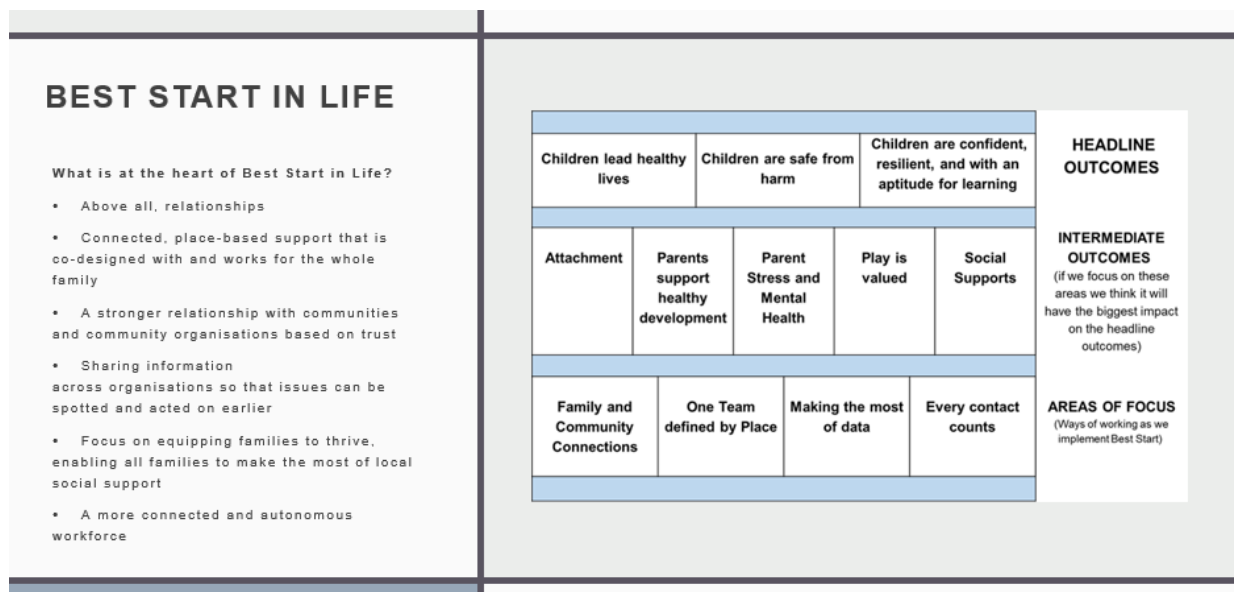 BEST START IN LIFE
What is at the heart of Best Start in Life?
• Above all, relationships
• Connected, place-based support that is
co-designed with and works for the whole
family
• A stronger relationship with communities
and community organisations based on trust
• Sharing information
across organisations so that issues can be
spotted and acted on earlier
• Focus on equipping families to thrive,
enabling all families to make the most of local
social support
• A more connected and autonomous
workforce
Children lead healthy
lives
Children are safe from
harm
Children are confident,
resilient, and with an
aptitude for learning
HEADLINE
OUTCOMES
Attachment
Parents
support
healthy
development
Parent
Stress and
Mental
Health
Play is
valued
Social
Supports
INTERMEDIATE
OUTCOMES
(if we focus on these
areas we think it will
have the biggest impact
on the headline
outcomes)
Family and
Community
Connections
One Team
defined by Place
Making the most
of data
Every contact
counts
AREAS OF FOCUS
(Ways of working as we
implement Best Start)